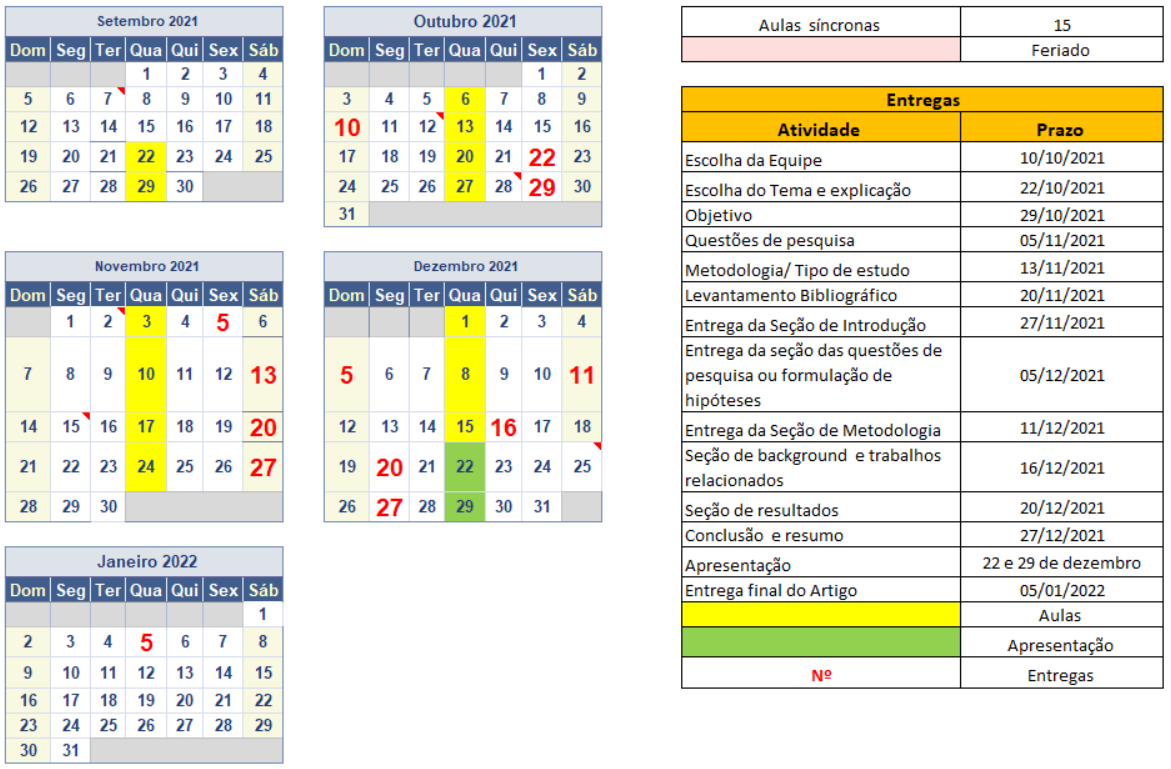 Setembro 2021
Dom Seg Ter Qua Qui Sex Sáb
1 2 3 4
5 6 7 8 9 10 11
12 13 14 15 16 17 18
19 20 21 22 23 24 25
26 27 28 29 30
Outubro 2021
Dom Seg Ter Qua Qui Sex Sáb
1 2
3 4 5 6 7 8 9
10 11 12 13 14 15 16
17 18 19 20 21 22 23
24 25 26 27 28 29 30
31
Novembro 2021
Dom Seg Ter Qua Qui Sex Sáb
1 2 3 4 5 6
7 8 9 10 11 12 13
14 15 16 17 18 19 20
21 22 23 24 25 26 27
28 29 30
Dezembro 2021
Dom Seg Ter Qua Qui Sex Sáb
1 2 3 4
5 6 7 8 9 10 11
12 13 14 15 16 17 18
19 20 21 22 23 24 25
26 27 28 29 30 31
Janeiro 2022
Dom Seg Ter Qua Qui Sex Sáb
1
2 3 4 5 6 7 8
9 10 11 12 13 14 15
16 17 18 19 20 21 22
23 24 25 26 27 28 29
30 31
Aulas síncronas 15
Feriado
Entregas
Atividade Prazo
Escolha da Equipe 10/10/2021
Escolha do Tema e explicação 22/10/2021
Objetivo 29/10/2021
Questões de pesquisa 05/11/2021
Metodologia/ Tipo de estudo 13/11/2021
Levantamento Bibliográfico 20/11/2021
Entrega da Seção de Introdução 27/11/2021
Entrega da seção das questões de
pesquisa ou formulação de 05/12/2021
hipóteses
Entrega da Seção de Metodologia 11/12/2021
Seção de background e trabalhos
relacionados 16/12/2021
Seção de resultados 20/12/2021
Conclusão e resumo 27/12/2021
Apresentação 22 e 29 de dezembro
Entrega final do Artigo 05/01/2022
Aulas
Apresentação
Nº Entregas